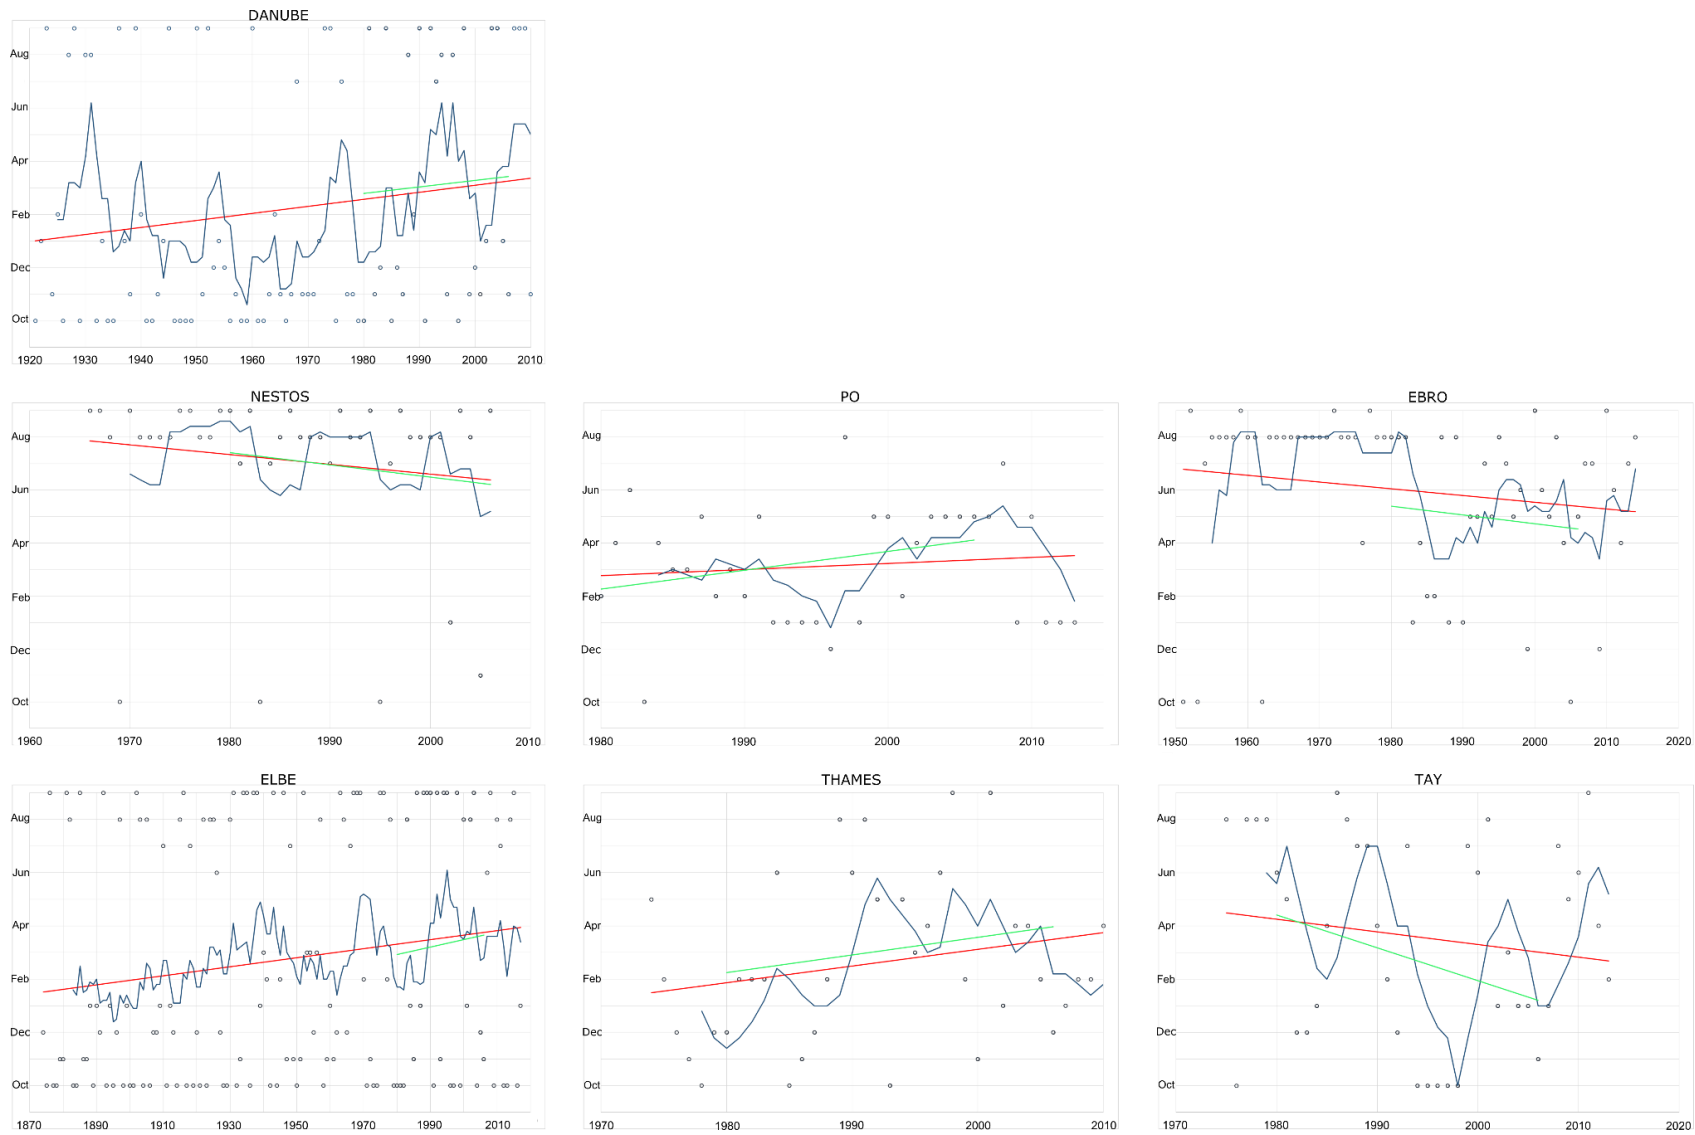 DANUBE
Aug
Jun
Apr
Feb
Dec
Oct
1920 1930 1940 1950 1960 1970 1980 1990 2000 2010
NESTOS
Aug
Jun
Apr
Feb
Dec
Oct
1960 1970 1980 1990 2000 2010
PO
Aug
Jun
Apr
Feb
Dec
Oct
1980 1990 2000 2010
EBRO
Aug
Jun
Apr
Feb
Dec
Oct
1950 1960 1970 1980 1990 2000 2010 2020
ELBE
Aug
Jun
Apr
Feb
Dec
Oct
1870 1890 1910 1930 1950 1970 1990 2010
THAMES
Aug
Jun
Apr
Feb
Dec
Oct
1970 1980 1990 2000 2010
TAY
Aug
Jun
Apr
Feb
Dec
Oct
1970 1980 1990 2000 2010 2020